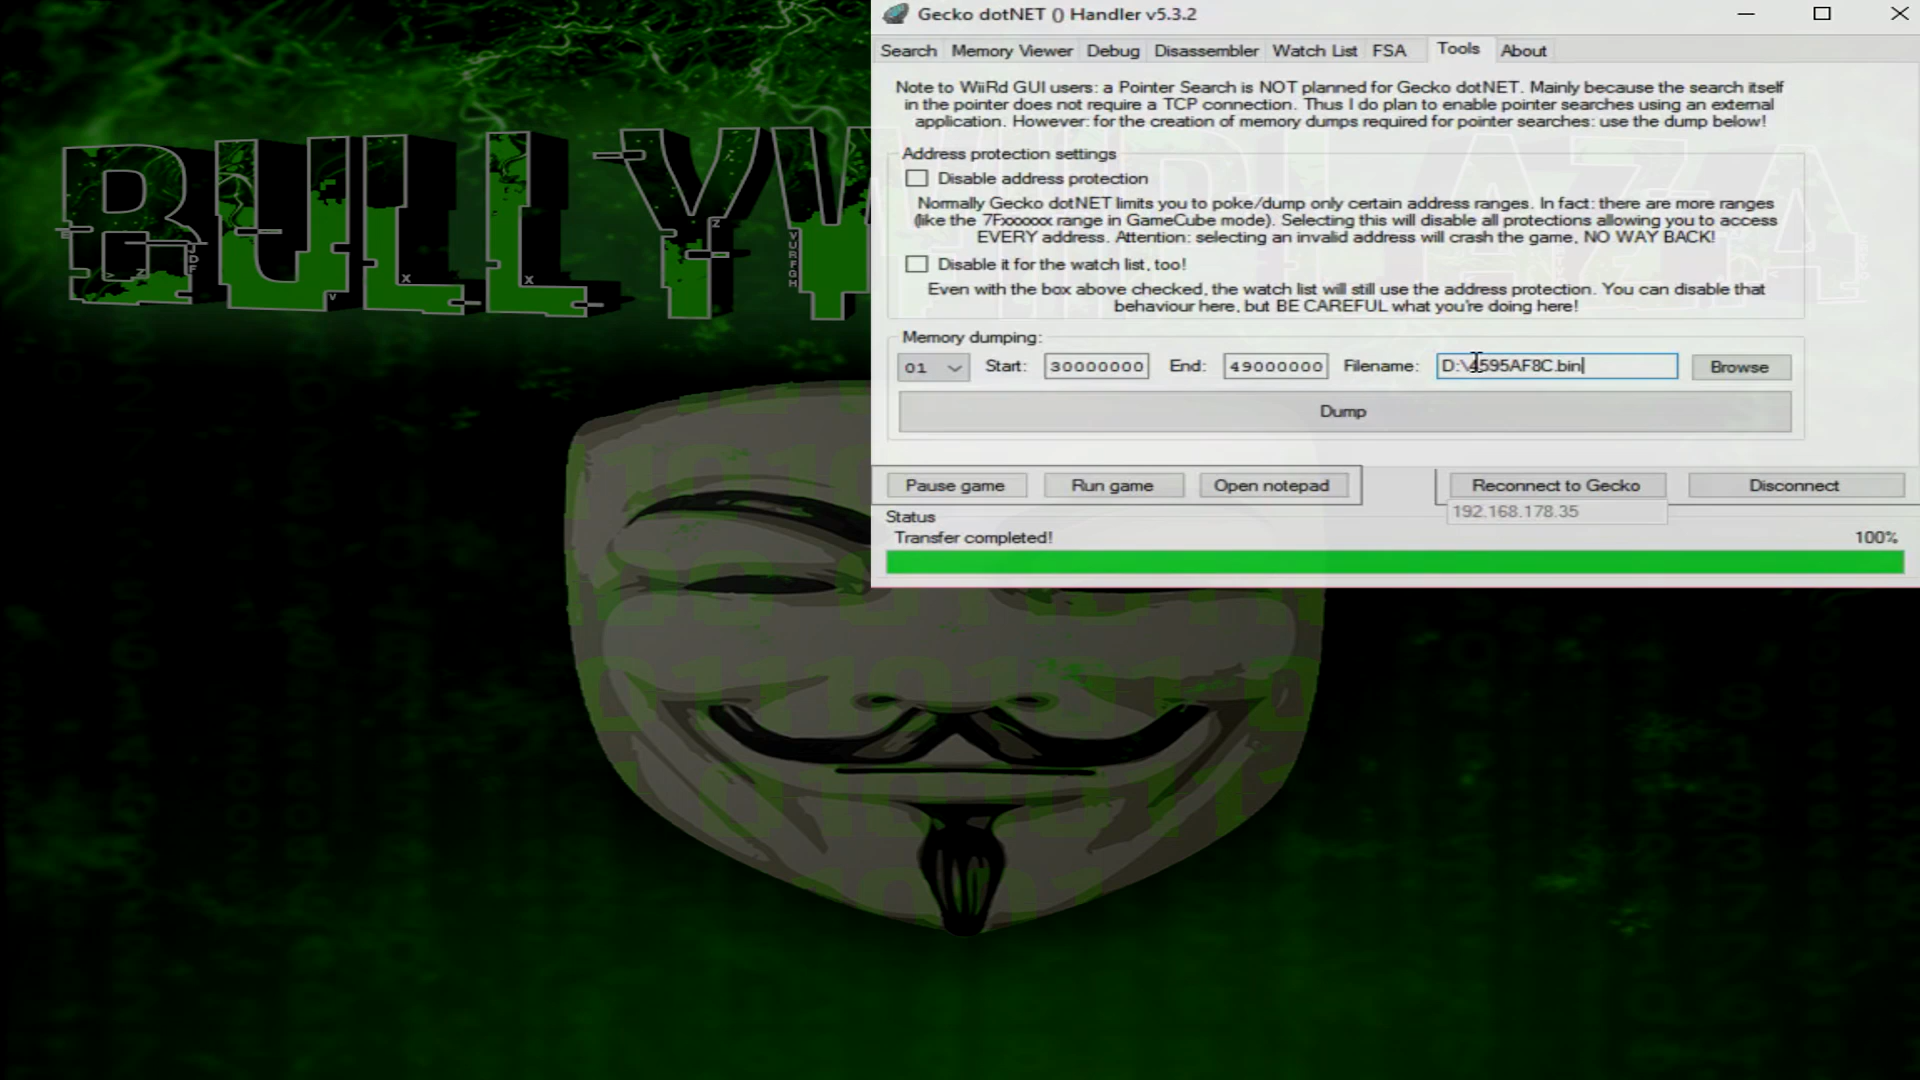 BULLYWIIPLAZA
Gecko dotNET () Handler v5.3.2
Search Memory Viewer Debug Disassembler Watch List FSA Tools About
Note to WiiRd GUI users: a Pointer Search is NOT planned for Gecko dotNET. Mainly because the search itself
in the pointer does not require a TCP connection. Thus I do plan to enable pointer searches using an external
application. However: for the creation of memory dumps required for pointer searches: use the dump below!
Address protection settings
Disable address protection
Normally Gecko dotNET limits you to poke/dump only certain address ranges. In fact: there are more ranges
(like the 7Fxxxxxx range in GameCube mode). Selecting this will disable all protections allowing you to access
EVERY address. Attention: selecting an invalid address will crash the game, NO WAY BACK!
Disable it for the watch list, too!
Even with the box above checked, the watch list will still use the address protection. You can disable that
behaviour here, but BE CAREFUL what you're doing here!
Memory dumping:
01 Start: 30000000 End: 49000000 Filename: D:\4595AF8C.bin Browse
Dump
Pause game Run game Open notepad Reconnect to Gecko Disconnect
192.168.178.35
Status
Transfer completed! 100%